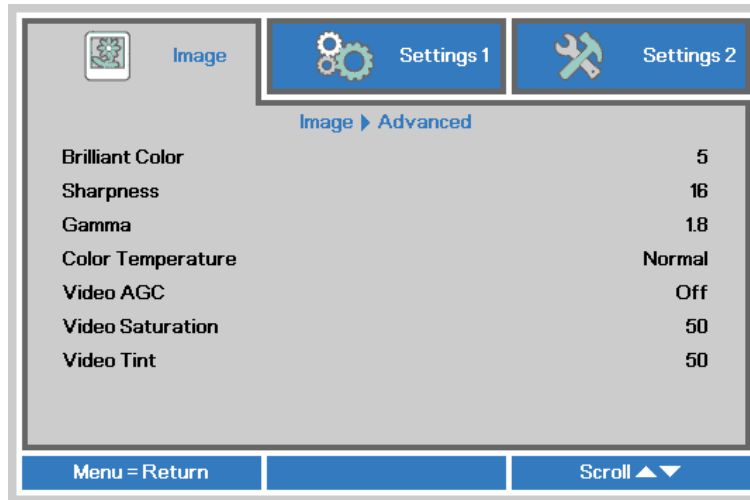 Image Settings 1 Settings 2
Image ▶ Advanced
Brilliant Color 5
Sharpness 16
Gamma 1.8
Color Temperature Normal
Video AGC Off
Video Saturation 50
Video Tint 50
Menu = Return Scroll ▲▼